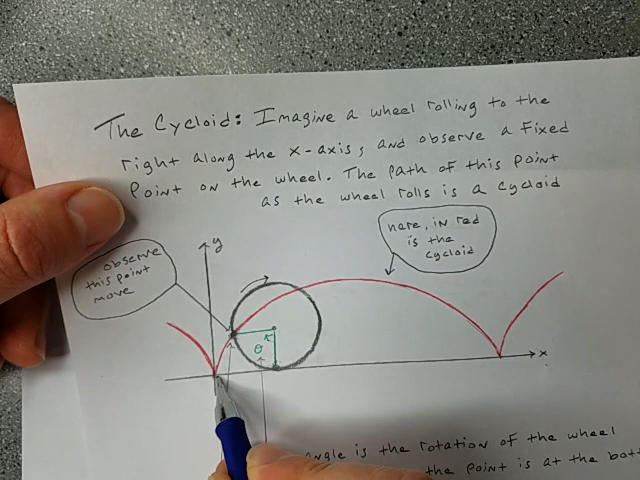 The Cycloid: Imagine a wheel rolling to the
right along the x-axis, and observe a fixed
point on the wheel. The path of this point
as the wheel rolls is a cycloid
here, in red
is the
cycloid
observe
this point
move
y
θ
x
angle is the rotation of the wheel
the point is at the bott